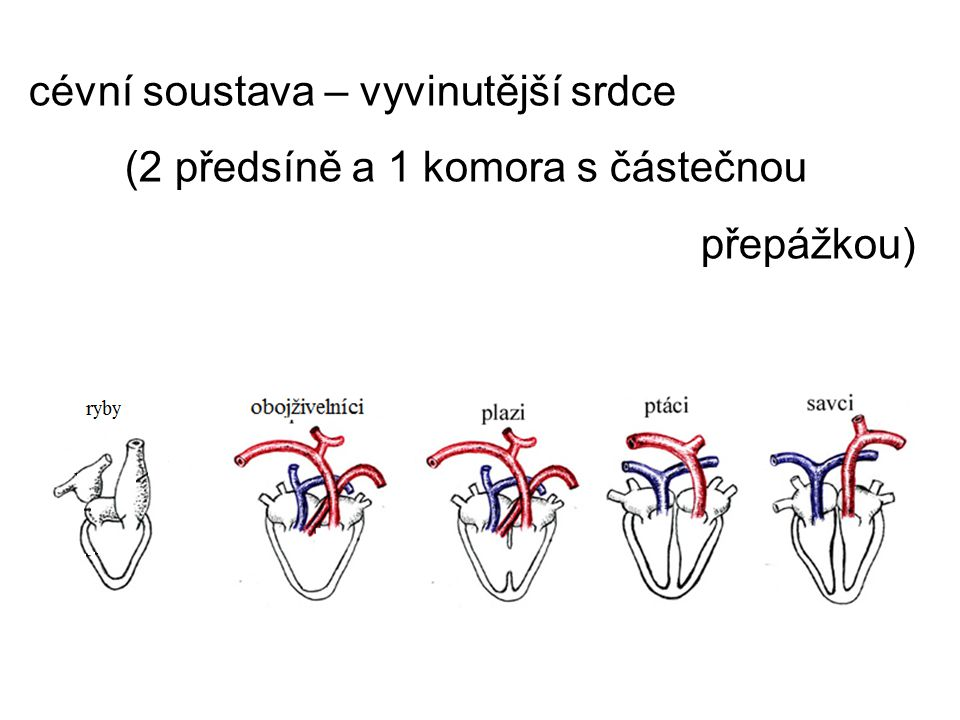 cévní soustava – vyvinutější srdce
(2 předsíně a 1 komora s částečnou
přepážkou)
ryby
obojživelníci
plazi
ptáci
savci